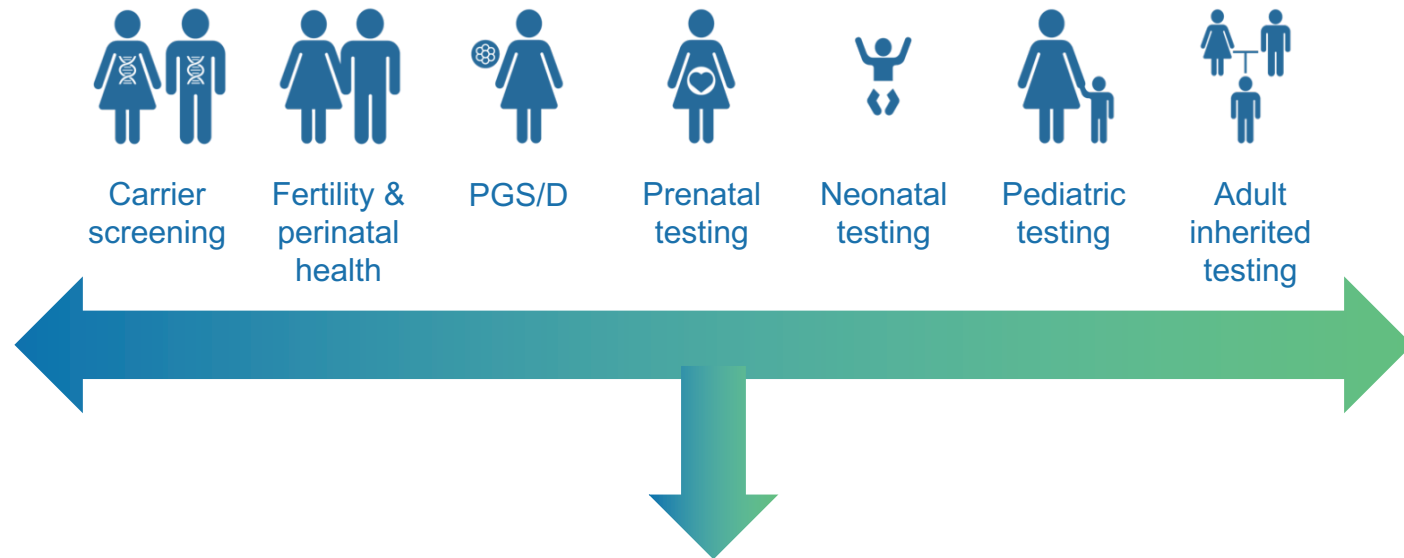 Carrier
screening
Fertility &
perinatal
health
PGS/D
Prenatal
testing
Neonatal
testing
Pediatric
testing
Adult
inherited
testing